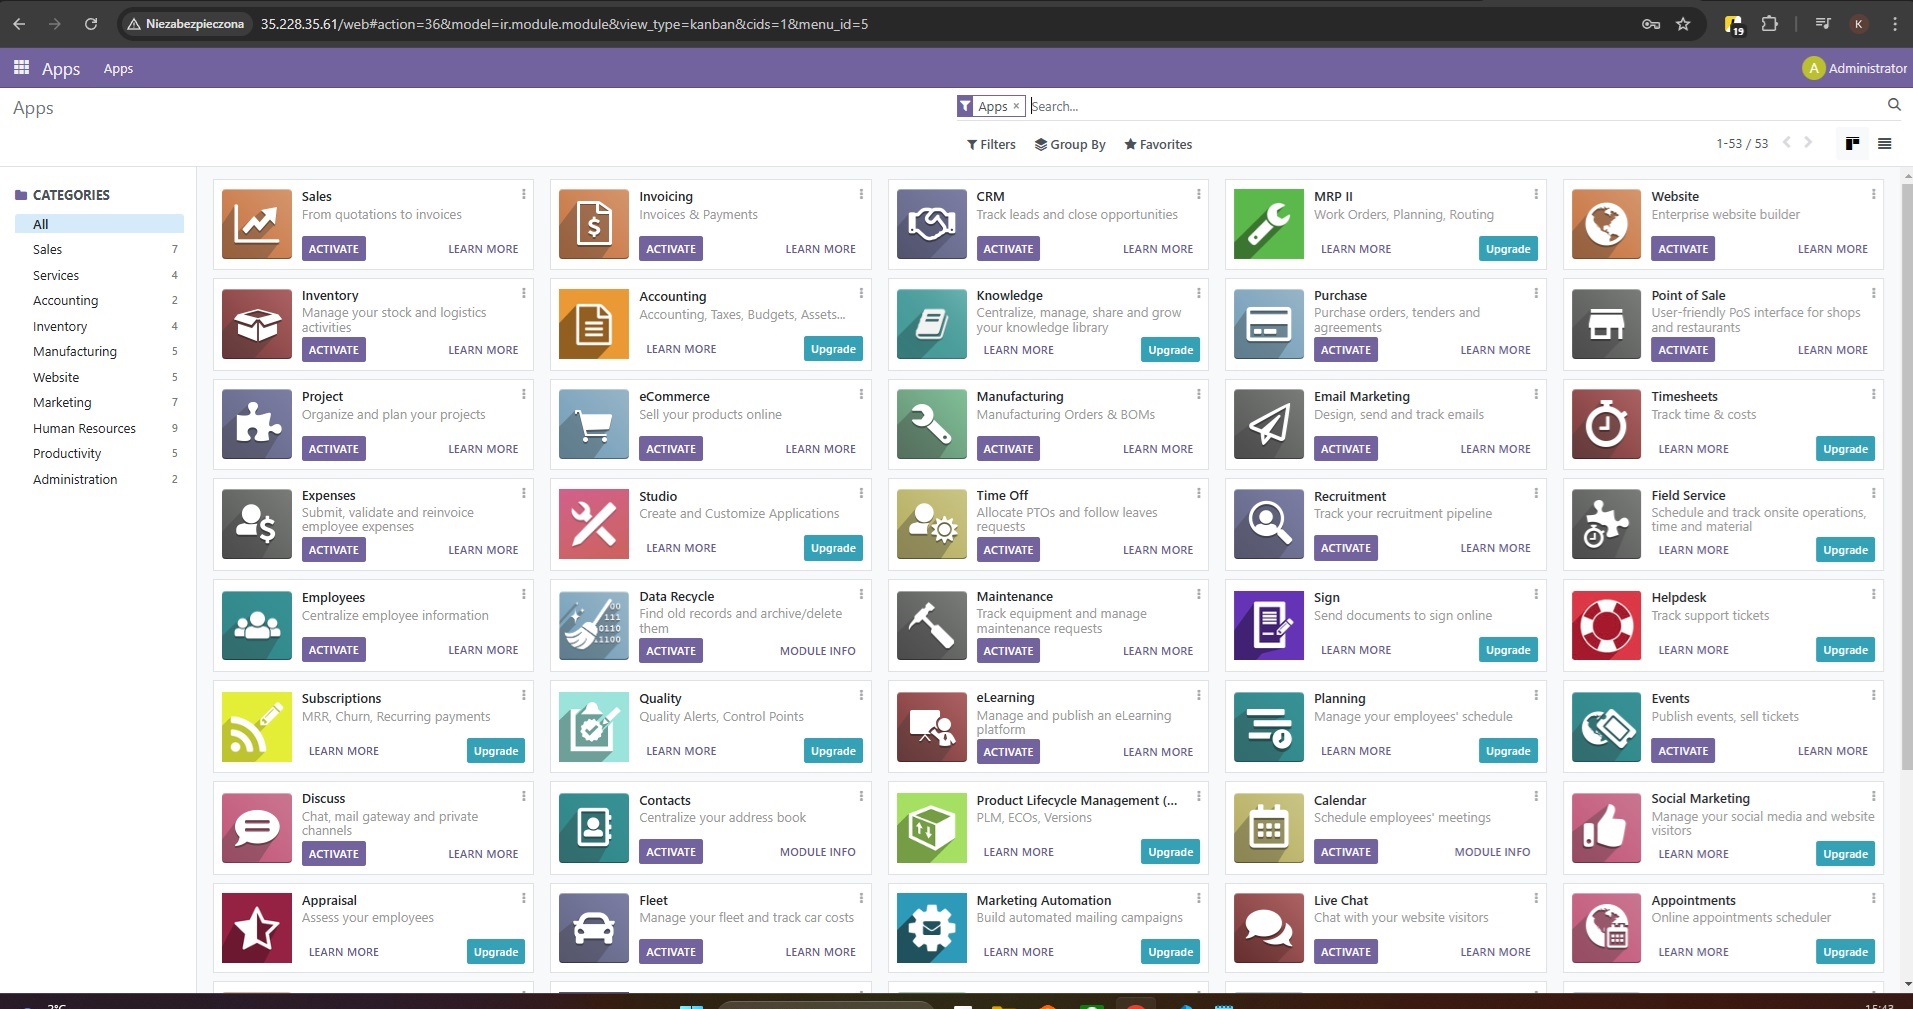 Niezabezpieczona
35.228.35.61/web#action=36&model=ir.module.module&view_type=kanban&cids=1&menu_id=5
19
K
Apps
Apps
A
Administrator
Apps
Apps ×
Search...
Filters
Group By
Favorites
1-53 / 53
CATEGORIES
All
Sales 7
Services 4
Accounting 2
Inventory 4
Manufacturing 5
Website 5
Marketing 7
Human Resources 9
Productivity 5
Administration 2
Sales
From quotations to invoices
ACTIVATE
LEARN MORE
Invoicing
Invoices & Payments
ACTIVATE
LEARN MORE
CRM
Track leads and close opportunities
ACTIVATE
LEARN MORE
MRP II
Work Orders, Planning, Routing
LEARN MORE
Upgrade
Website
Enterprise website builder
ACTIVATE
LEARN MORE
Inventory
Manage your stock and logistics
activities
ACTIVATE
LEARN MORE
Accounting
Accounting, Taxes, Budgets, Assets...
LEARN MORE
Upgrade
Knowledge
Centralize, manage, share and grow
your knowledge library
LEARN MORE
Upgrade
Purchase
Purchase orders, tenders and
agreements
ACTIVATE
LEARN MORE
Point of Sale
User-friendly PoS interface for shops
and restaurants
ACTIVATE
LEARN MORE
Project
Organize and plan your projects
ACTIVATE
LEARN MORE
eCommerce
Sell your products online
ACTIVATE
LEARN MORE
Manufacturing
Manufacturing Orders & BOMs
ACTIVATE
LEARN MORE
Email Marketing
Design, send and track emails
ACTIVATE
LEARN MORE
Timesheets
Track time & costs
LEARN MORE
Upgrade
Expenses
Submit, validate and reinvoice
employee expenses
ACTIVATE
LEARN MORE
Studio
Create and Customize Applications
LEARN MORE
Upgrade
Time Off
Allocate PTOs and follow leaves
requests
ACTIVATE
LEARN MORE
Recruitment
Track your recruitment pipeline
ACTIVATE
LEARN MORE
Field Service
Schedule and track onsite operations,
time and material
LEARN MORE
Upgrade
Employees
Centralize employee information
ACTIVATE
LEARN MORE
Data Recycle
Find old records and archive/delete
them
ACTIVATE
MODULE INFO
Maintenance
Track equipment and manage
maintenance requests
ACTIVATE
LEARN MORE
Sign
Send documents to sign online
LEARN MORE
Upgrade
Helpdesk
Track support tickets
LEARN MORE
Upgrade
Subscriptions
MRR, Churn, Recurring payments
LEARN MORE
Upgrade
Quality
Quality Alerts, Control Points
LEARN MORE
Upgrade
eLearning
Manage and publish an eLearning
platform
ACTIVATE
LEARN MORE
Planning
Manage your employees' schedule
LEARN MORE
Upgrade
Events
Publish events, sell tickets
ACTIVATE
LEARN MORE
Discuss
Chat, mail gateway and private
channels
ACTIVATE
LEARN MORE
Contacts
Centralize your address book
ACTIVATE
MODULE INFO
Product Lifecycle Management (...
PLM, ECOs, Versions
LEARN MORE
Upgrade
Calendar
Schedule employees' meetings
ACTIVATE
MODULE INFO
Social Marketing
Manage your social media and website
visitors
LEARN MORE
Upgrade
Appraisal
Assess your employees
LEARN MORE
Upgrade
Fleet
Manage your fleet and track car costs
ACTIVATE
LEARN MORE
Marketing Automation
Build automated mailing campaigns
LEARN MORE
Upgrade
Live Chat
Chat with your website visitors
ACTIVATE
LEARN MORE
Appointments
Online appointments scheduler
LEARN MORE
Upgrade